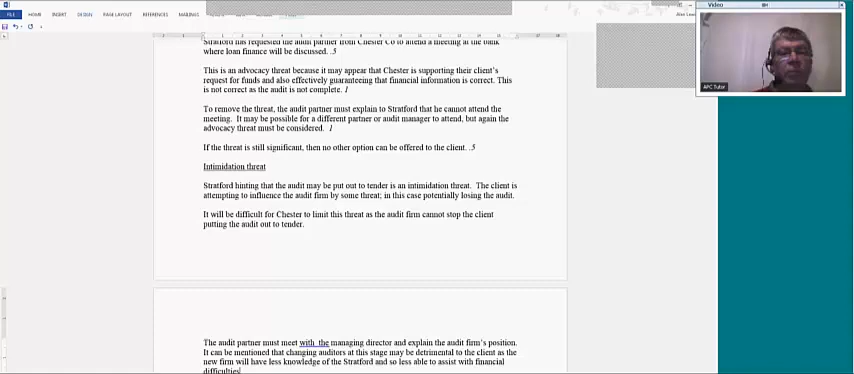 FILE HOME INSERT DESIGN PAGE LAYOUT REFERENCES MAILINGS
Video
Alan Lewin
APC Tutor
Stratford has requested the audit partner from Chester Co to attend a meeting at the bank
where loan finance will be discussed. .5
This is an advocacy threat because it may appear that Chester is supporting their client's
request for funds and also effectively guaranteeing that financial information is correct. This
is not correct as the audit is not complete. 1
To remove the threat, the audit partner must explain to Stratford that he cannot attend the
meeting. It may be possible for a different partner or audit manager to attend, but again the
advocacy threat must be considered. 1
If the threat is still significant, then no other option can be offered to the client. .5
Intimidation threat
Stratford hinting that the audit may be put out to tender is an intimidation threat. The client is
attempting to influence the audit firm by some threat; in this case potentially losing the audit.
It will be difficult for Chester to limit this threat as the audit firm cannot stop the client
putting the audit out to tender.
The audit partner must meet with the managing director and explain the audit firm's position.
It can be mentioned that changing auditors at this stage may be detrimental to the client as the
new firm will have less knowledge of the Stratford and so less able to assist with financial
difficulties